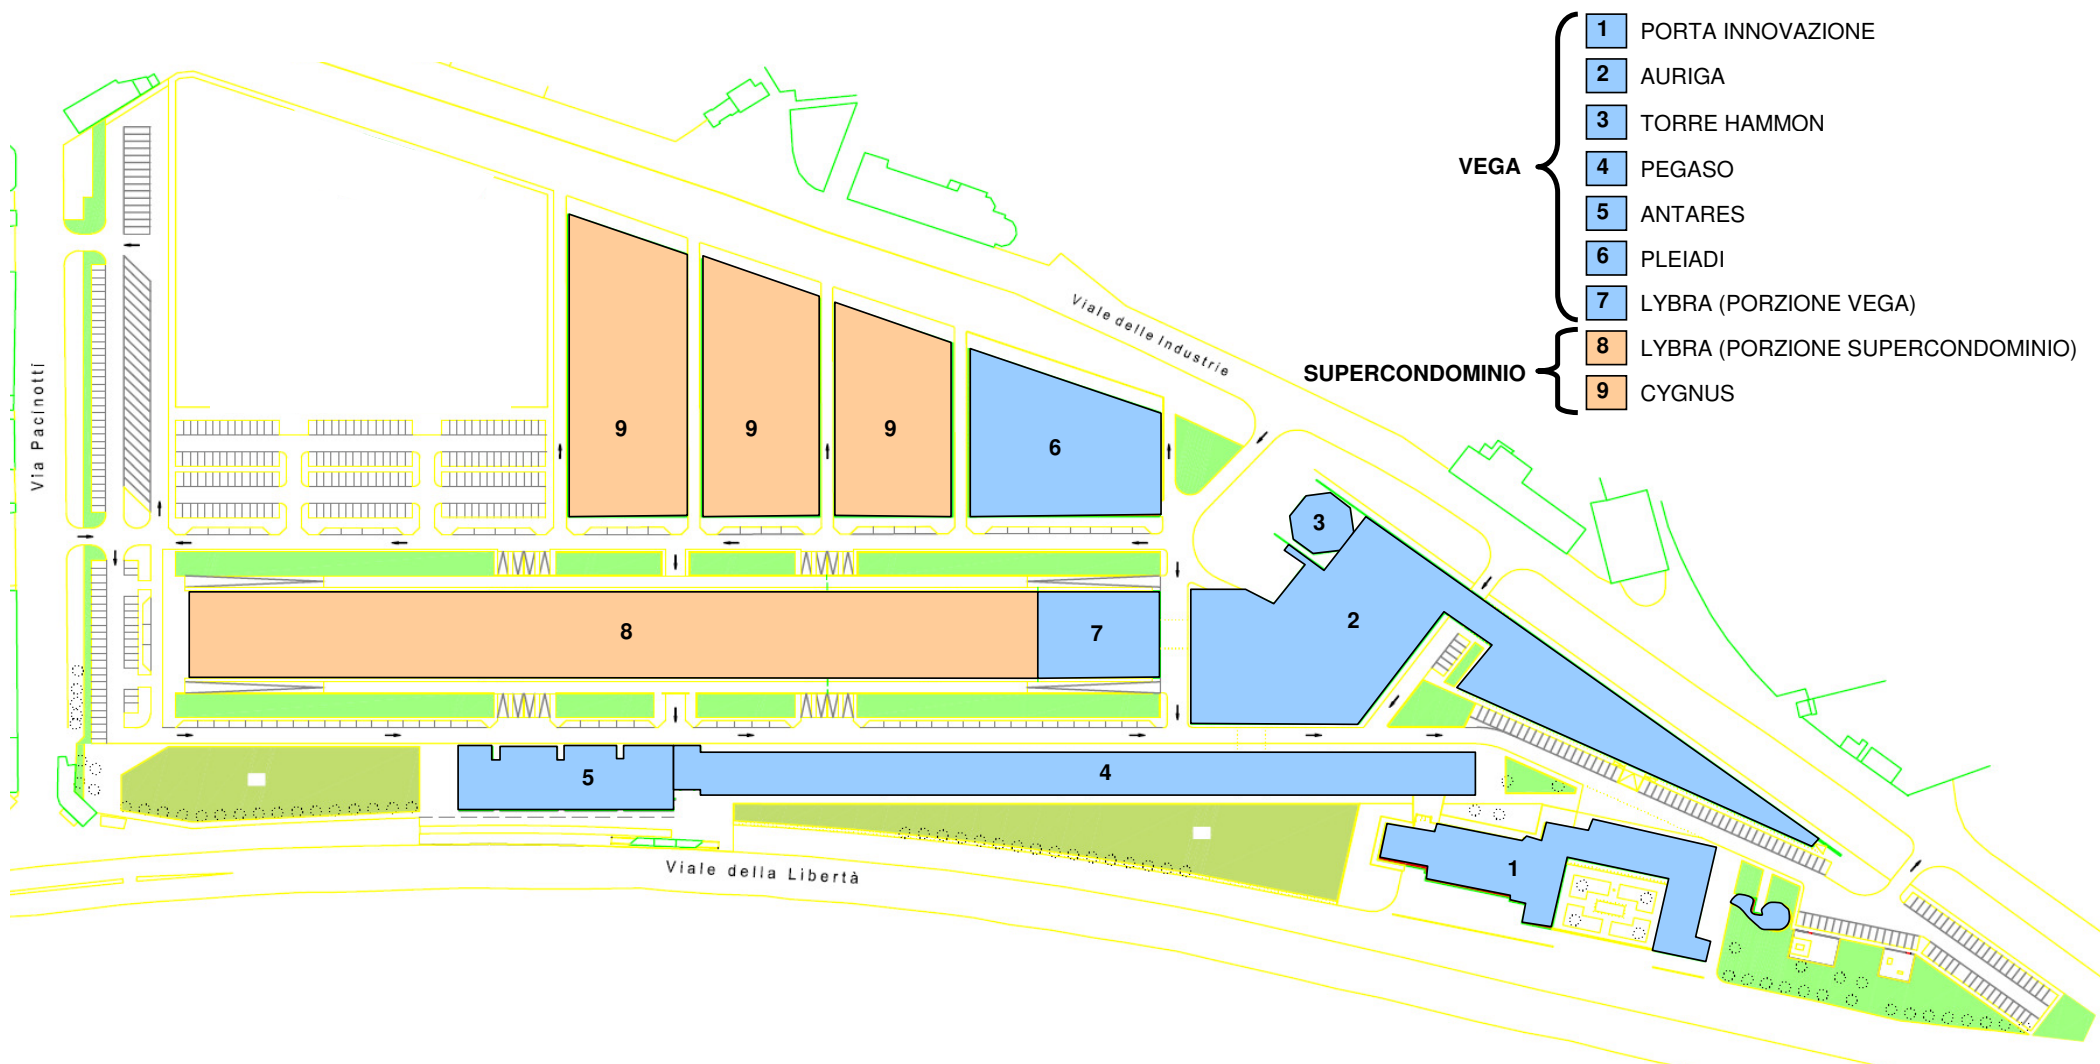 1 PORTA INNOVAZIONE
2 AURIGA
3 TORRE HAMMON
VEGA
4 PEGASO
5 ANTARES
6 PLEIADI
7 LYBRA (PORZIONE VEGA)
8 LYBRA (PORZIONE SUPERCONDOMINIO)
SUPERCONDOMINIO
9 CYGNUS
Viale delle Industrie
Via Pacinotti
9
9
9
6
3
2
8
7
5
4
1
Viale della Libertà